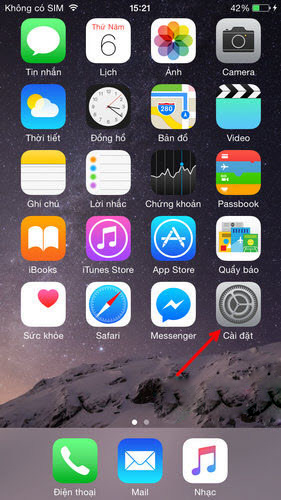 Không có SIM 15:21 42%
Thứ Năm
6
Tin nhắn Lịch Ảnh Camera
280
Thời tiết Đồng hồ Bản đồ Video
Ghi chú Lời nhắc Chứng khoán Passbook
iBooks iTunes Store App Store Quầy báo
Sức khỏe Safari Messenger Cài đặt
Điện thoại Mail Nhạc